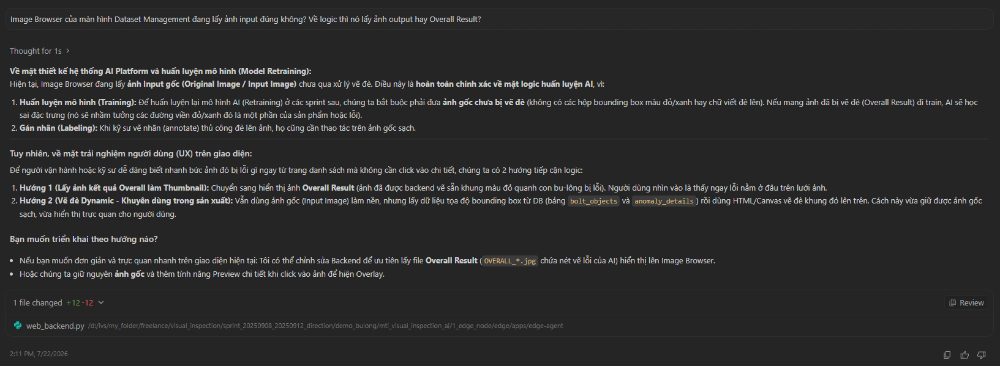 Image Browser của màn hình Dataset Management đang lấy ảnh input đúng không? Về logic thì nó lấy ảnh output hay Overall Result?
Thought for 1s >
Về mặt thiết kế hệ thống AI Platform và huấn luyện mô hình (Model Retraining):
Hiện tại, Image Browser đang lấy ảnh Input gốc (Original Image / Input Image) chưa qua xử lý vẽ đè. Điều này là hoàn toàn chính xác về mặt logic huấn luyện AI, vì:
1. Huấn luyện mô hình (Training): Để huấn luyện lại mô hình AI (Retraining) ở các sprint sau, chúng ta bắt buộc phải đưa ảnh gốc chưa bị vẽ đè (không có các hộp bounding box màu đỏ/xanh hay chữ viết đè lên). Nếu mang ảnh đã bị vẽ đè (Overall Result) đi train, AI sẽ học
sai đặc trưng (nó sẽ nhầm tưởng các đường viền đỏ/xanh đó là một phần của sản phẩm hoặc lỗi).
2. Gán nhãn (Labeling): Khi kỹ sư vẽ nhãn (annotate) thủ công đè lên ảnh, họ cũng cần thao tác trên ảnh gốc sạch.
Tuy nhiên, về mặt trải nghiệm người dùng (UX) trên giao diện:
Để người vận hành hoặc kỹ sư dễ dàng biết nhanh bức ảnh đó bị lỗi gì ngay từ trang danh sách mà không cần click vào chi tiết, chúng ta có 2 hướng tiếp cận logic:
1. Hướng 1 (Lấy ảnh kết quả Overall làm Thumbnail): Chuyển sang hiển thị ảnh Overall Result (ảnh đã được backend vẽ sẵn khung màu đỏ quanh con bu-lông bị lỗi). Người dùng nhìn vào là thấy ngay lỗi nằm ở đâu trên lưới ảnh.
2. Hướng 2 (Vẽ đè Dynamic - Khuyên dùng trong sản xuất): Vẫn dùng ảnh gốc (Input Image) làm nền, nhưng lấy dữ liệu tọa độ bounding box từ DB (bảng bolt_objects và anomaly_details) rồi dùng HTML/Canvas vẽ đè khung đỏ lên trên. Cách này vừa giữ được ảnh gốc
sạch, vừa hiển thị trực quan cho người dùng.
Bạn muốn triển khai theo hướng nào?
• Nếu bạn muốn đơn giản và trực quan nhanh trên giao diện hiện tại: Tôi có thể chỉnh sửa Backend để ưu tiên lấy file Overall Result (OVERALL_*.jpg chứa nét vẽ lỗi của AI) hiển thị lên Image Browser.
• Hoặc chúng ta giữ nguyên ảnh gốc và thêm tính năng Preview chi tiết khi click vào ảnh để hiện Overlay.
1 file changed +12 -12
Review
web_backend.py /d:/ivs/my_folder/freelance/visual_inspection/sprint_20250908_20250912_direction/demo_bulong/mti_visual_inspection_ai/1_edge_node/edge/apps/edge-agent
2:11 PM, 7/22/2026